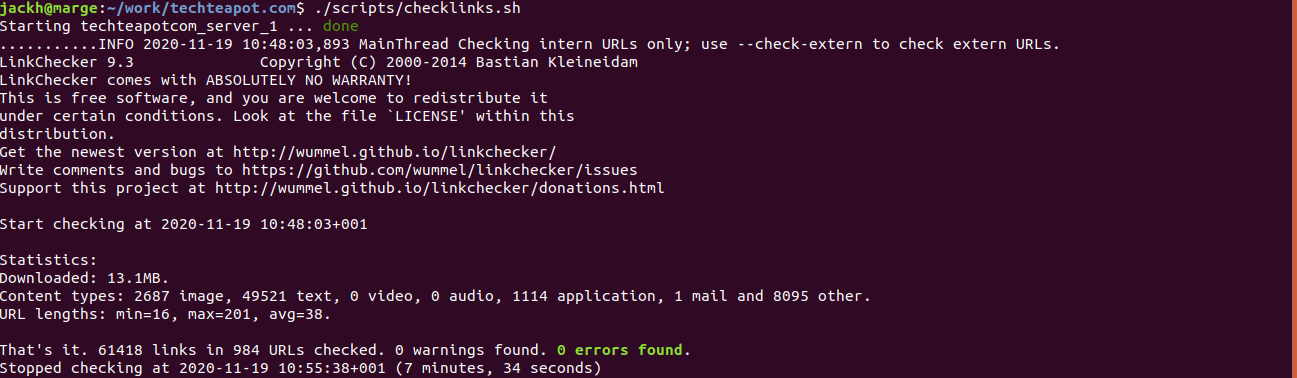 jackh@marge:~/work/techteapot.com$ ./scripts/checklinks.sh
Starting techteapotcom_server_1 ... done
...........INFO 2020-11-19 10:48:03,893 MainThread Checking intern URLs only; use --check-extern to check extern URLs.
LinkChecker 9.3              Copyright (C) 2000-2014 Bastian Kleineidam
LinkChecker comes with ABSOLUTELY NO WARRANTY!
This is free software, and you are welcome to redistribute it
under certain conditions. Look at the file `LICENSE' within this
distribution.
Get the newest version at http://wummel.github.io/linkchecker/
Write comments and bugs to https://github.com/wummel/linkchecker/issues
Support this project at http://wummel.github.io/linkchecker/donations.html
Start checking at 2020-11-19 10:48:03+001
Statistics:
Downloaded: 13.1MB.
Content types: 2687 image, 49521 text, 0 video, 0 audio, 1114 application, 1 mail and 8095 other.
URL lengths: min=16, max=201, avg=38.
That's it. 61418 links in 984 URLs checked. 0 warnings found. 0 errors found.
Stopped checking at 2020-11-19 10:55:38+001 (7 minutes, 34 seconds)